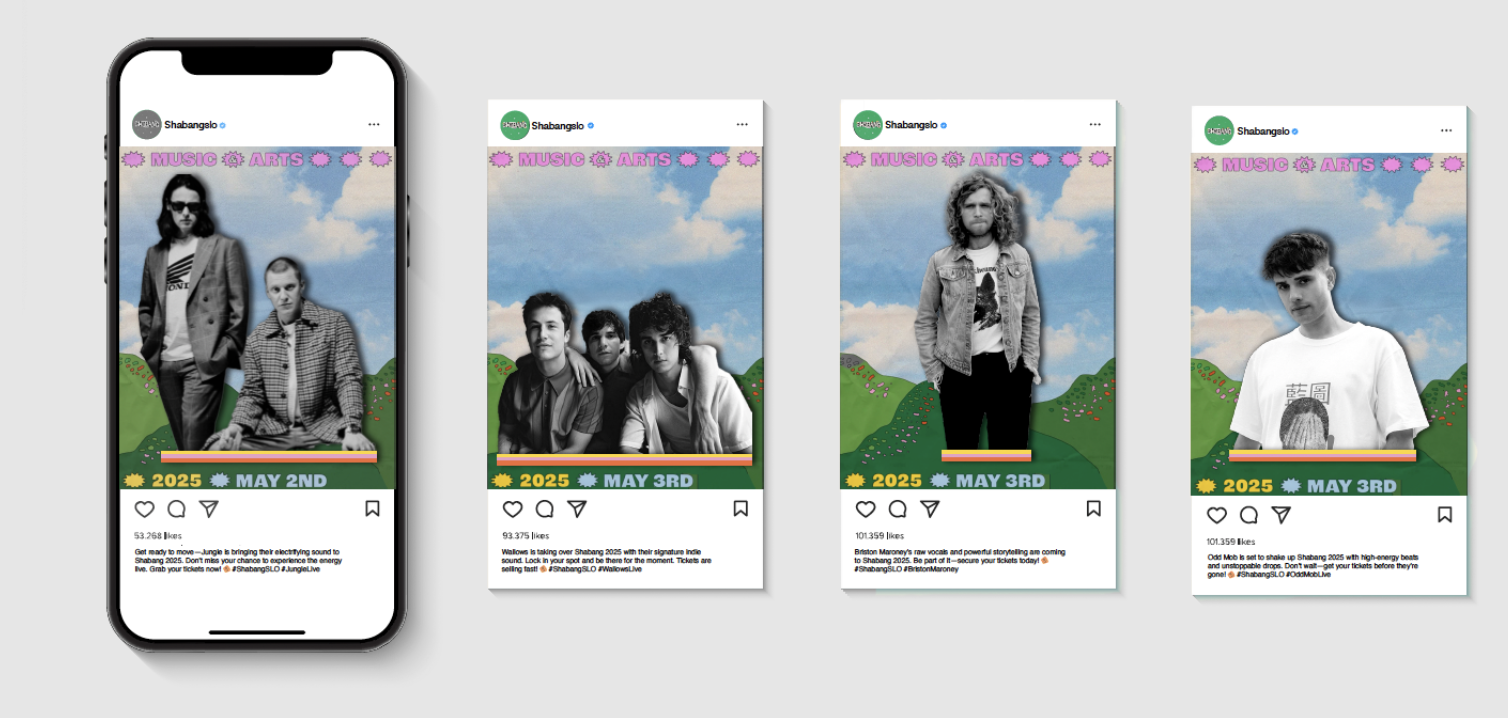 Shabangslo
MUSIC & ARTS
2025 MAY 2ND
53.268 likes
Get ready to move—Jungle is bringing their electrifying sound to
Shabang 2025. Don't miss your chance to experience the energy
live. Grab your tickets now! #ShabangSLO #JungleLive
Shabangslo
MUSIC & ARTS
2025 MAY 3RD
93.375 likes
Wallows is taking over Shabang 2025 with their signature indie
sound. Lock in your spot and be there for the moment. Tickets are
selling fast! #ShabangSLO #WallowsLive
Shabangslo
MUSIC & ARTS
2025 MAY 3RD
101.359 likes
Briston Maroney's raw vocals and powerful storytelling are coming
to Shabang 2025. Be part of it—secure your tickets today!
#ShabangSLO #BristonMaroney
Shabangslo
MUSIC & ARTS
藍圖
2025 MAY 3RD
101.359 likes
Odd Mob is set to shake up Shabang 2025 with high-energy beats
and unstoppable drops. Don't wait—get your tickets before they're
gone! #ShabangSLO #OddMobLive